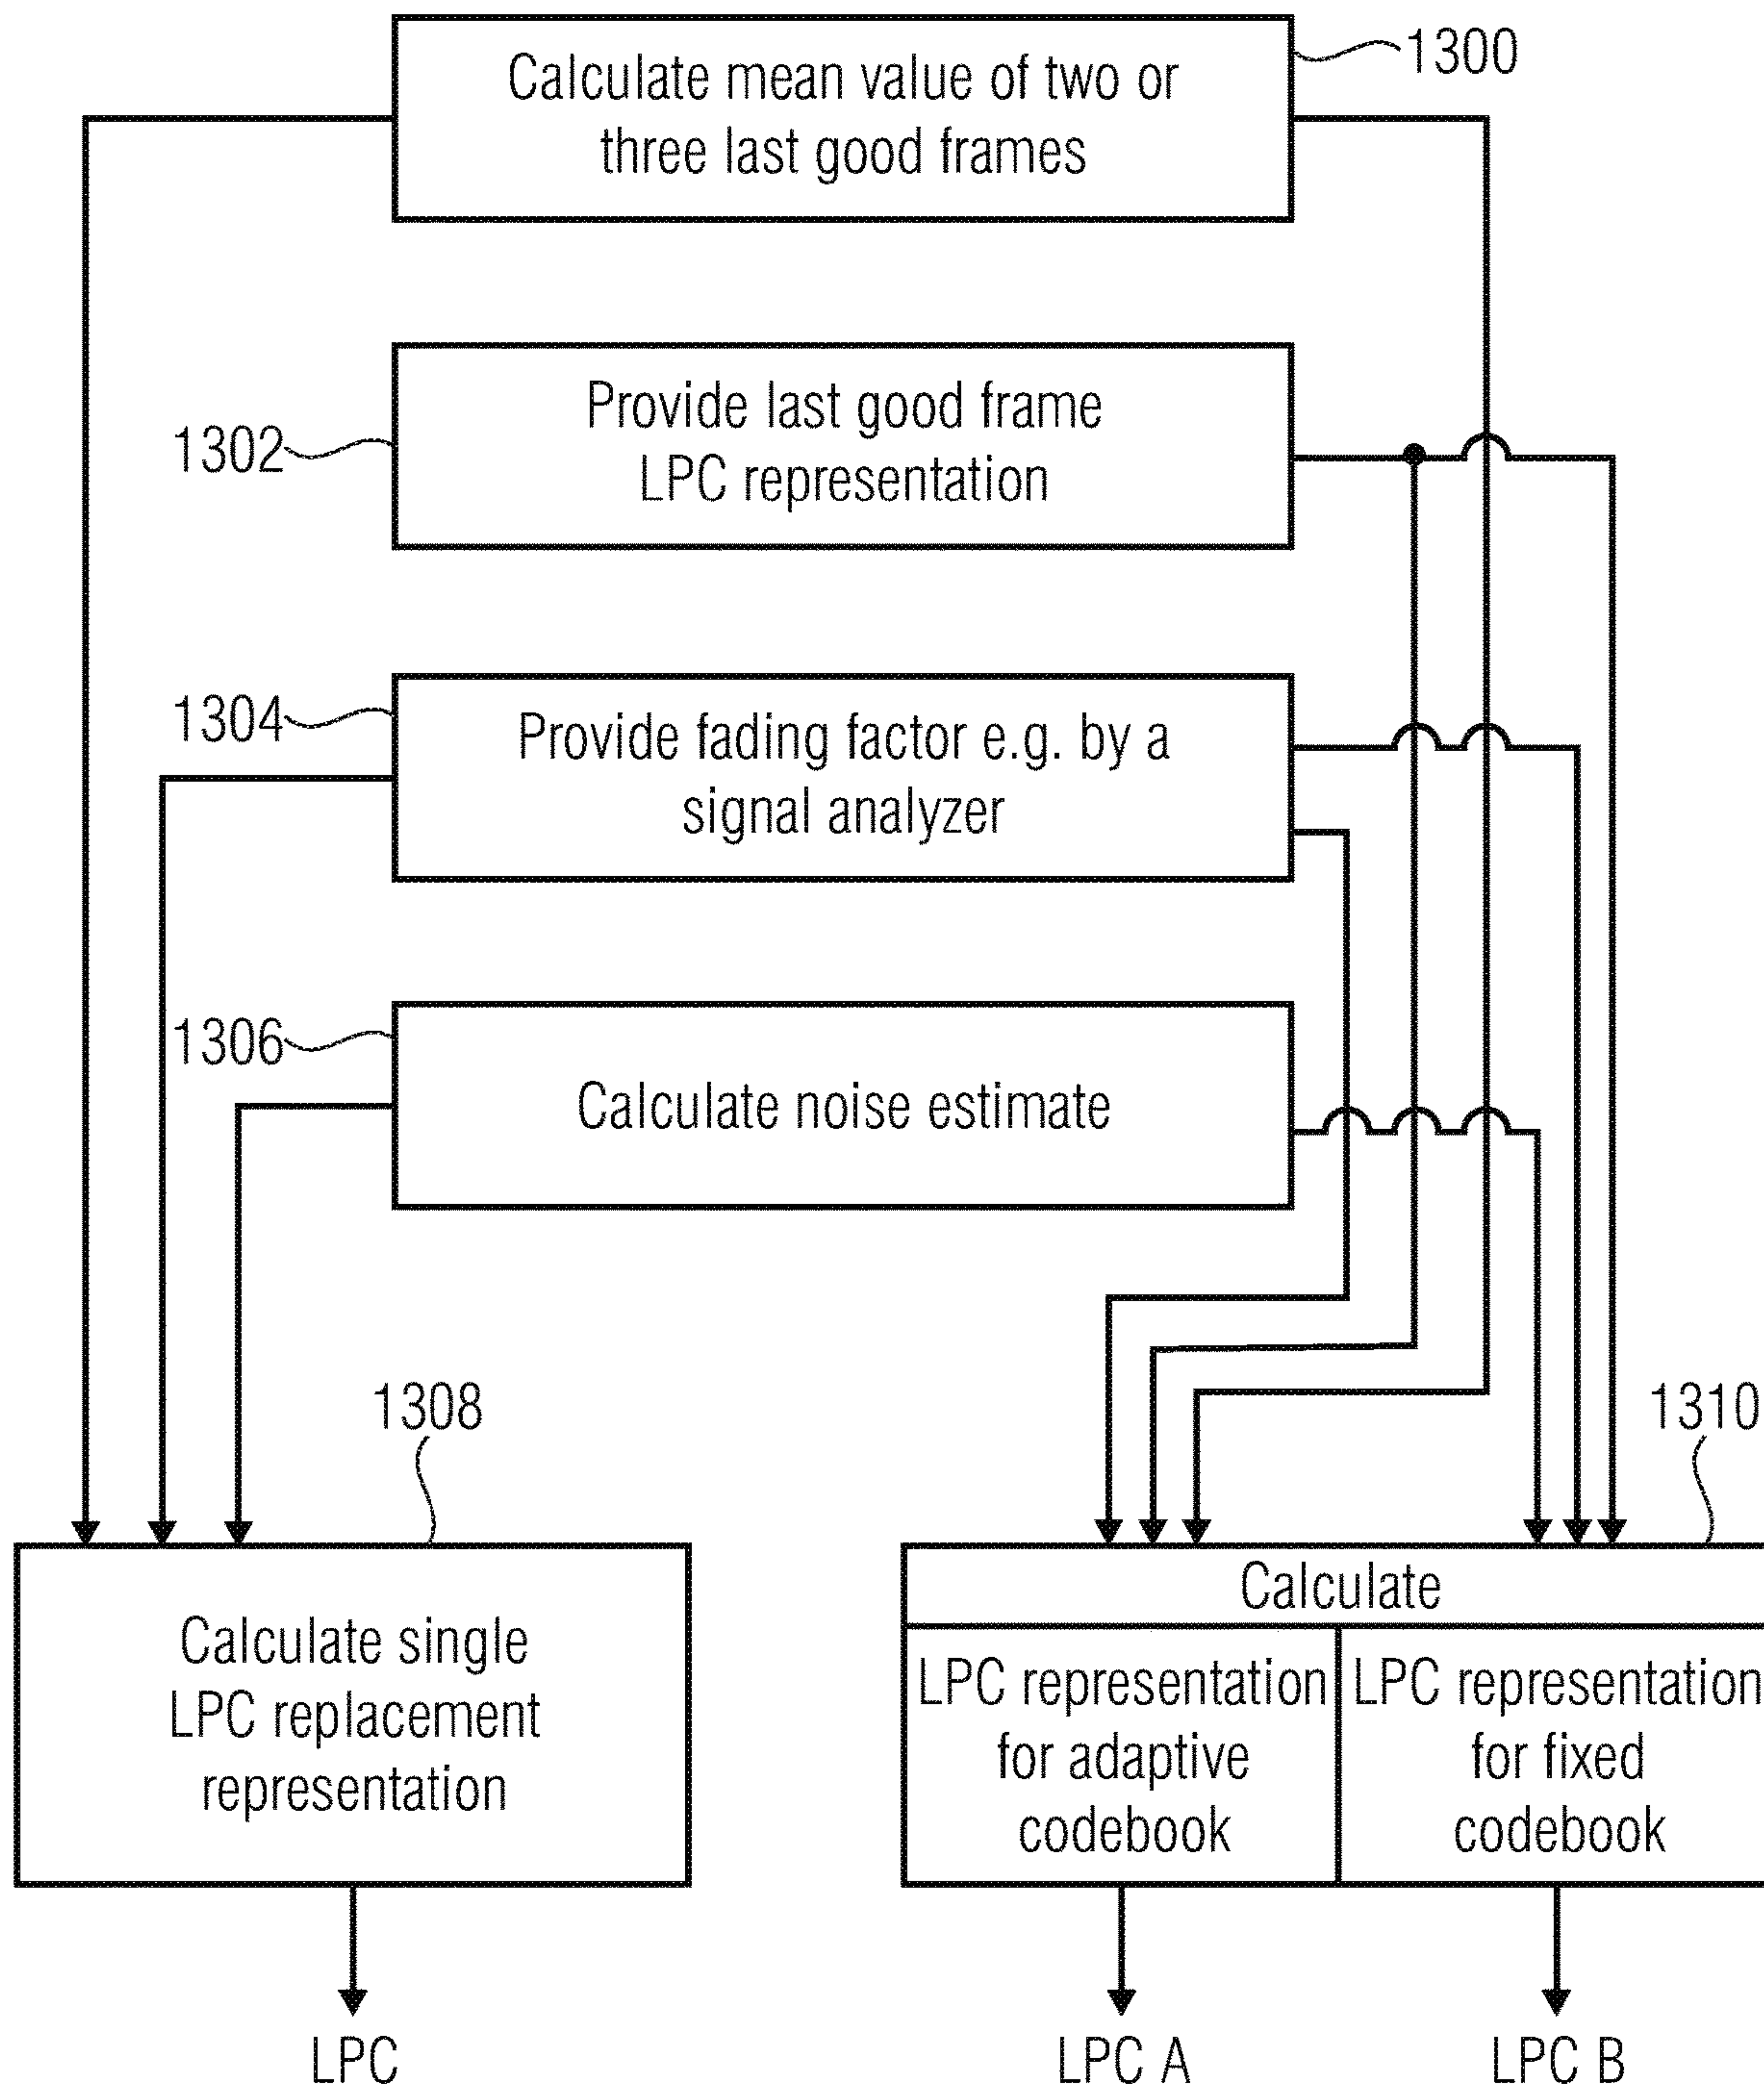 1300
Calculate mean value of two or
three last good frames
1302
Provide last good frame
LPC representation
1304
Provide fading factor e.g. by a
signal analyzer
1306
Calculate noise estimate
1308
Calculate single
LPC replacement
representation
1310
Calculate
LPC representation
for adaptive
codebook
LPC representation
for fixed
codebook
LPC
LPC A
LPC B